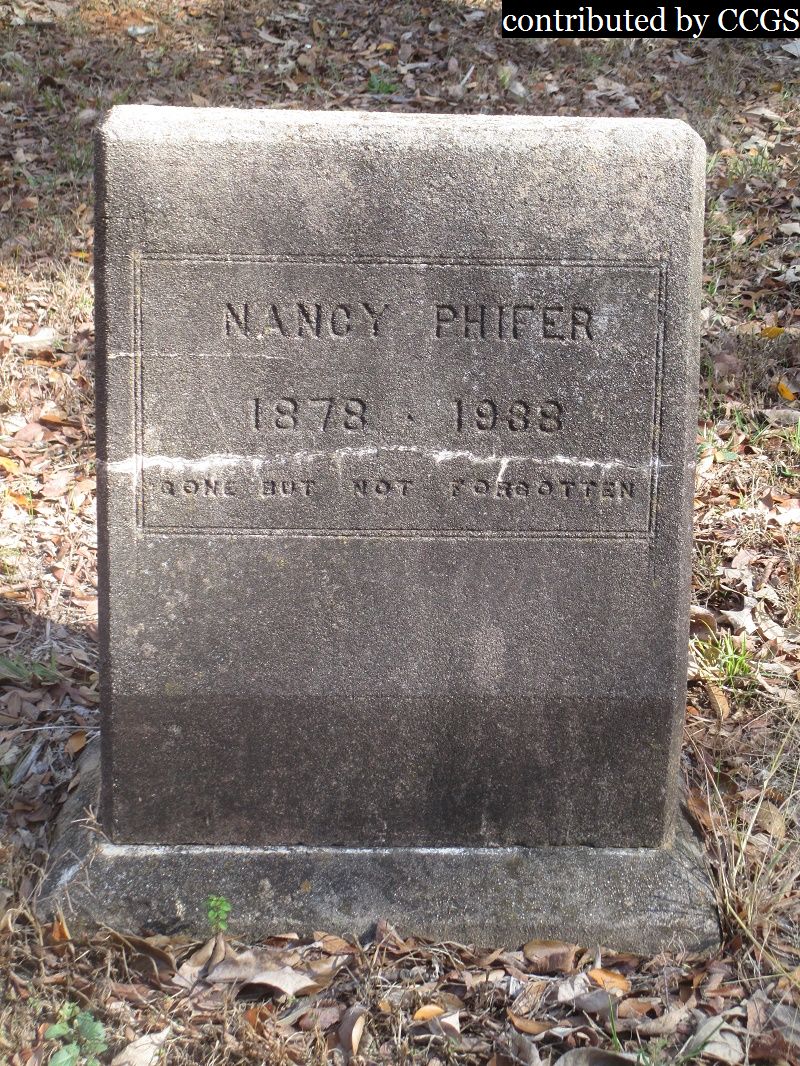 contributed by CCGS
NANCY PHIFER
1878 · 1938
GONE BUT NOT FORGOTTEN